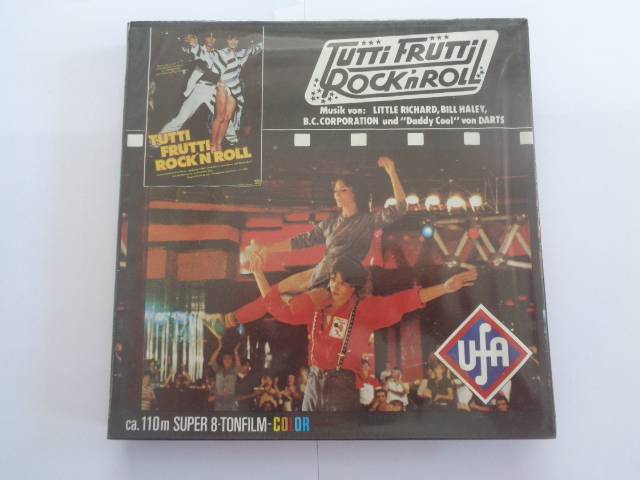 TUTTI FRUTTI
ROCK'N ROLL
Musik von: LITTLE RICHARD, BILL HALEY,
B.C. CORPORATION und "Daddy Cool" von DARTS
TUTTI
FRUTTI
ROCK'N ROLL
UFA
ca. 110m SUPER 8-TONFILM-COLOR